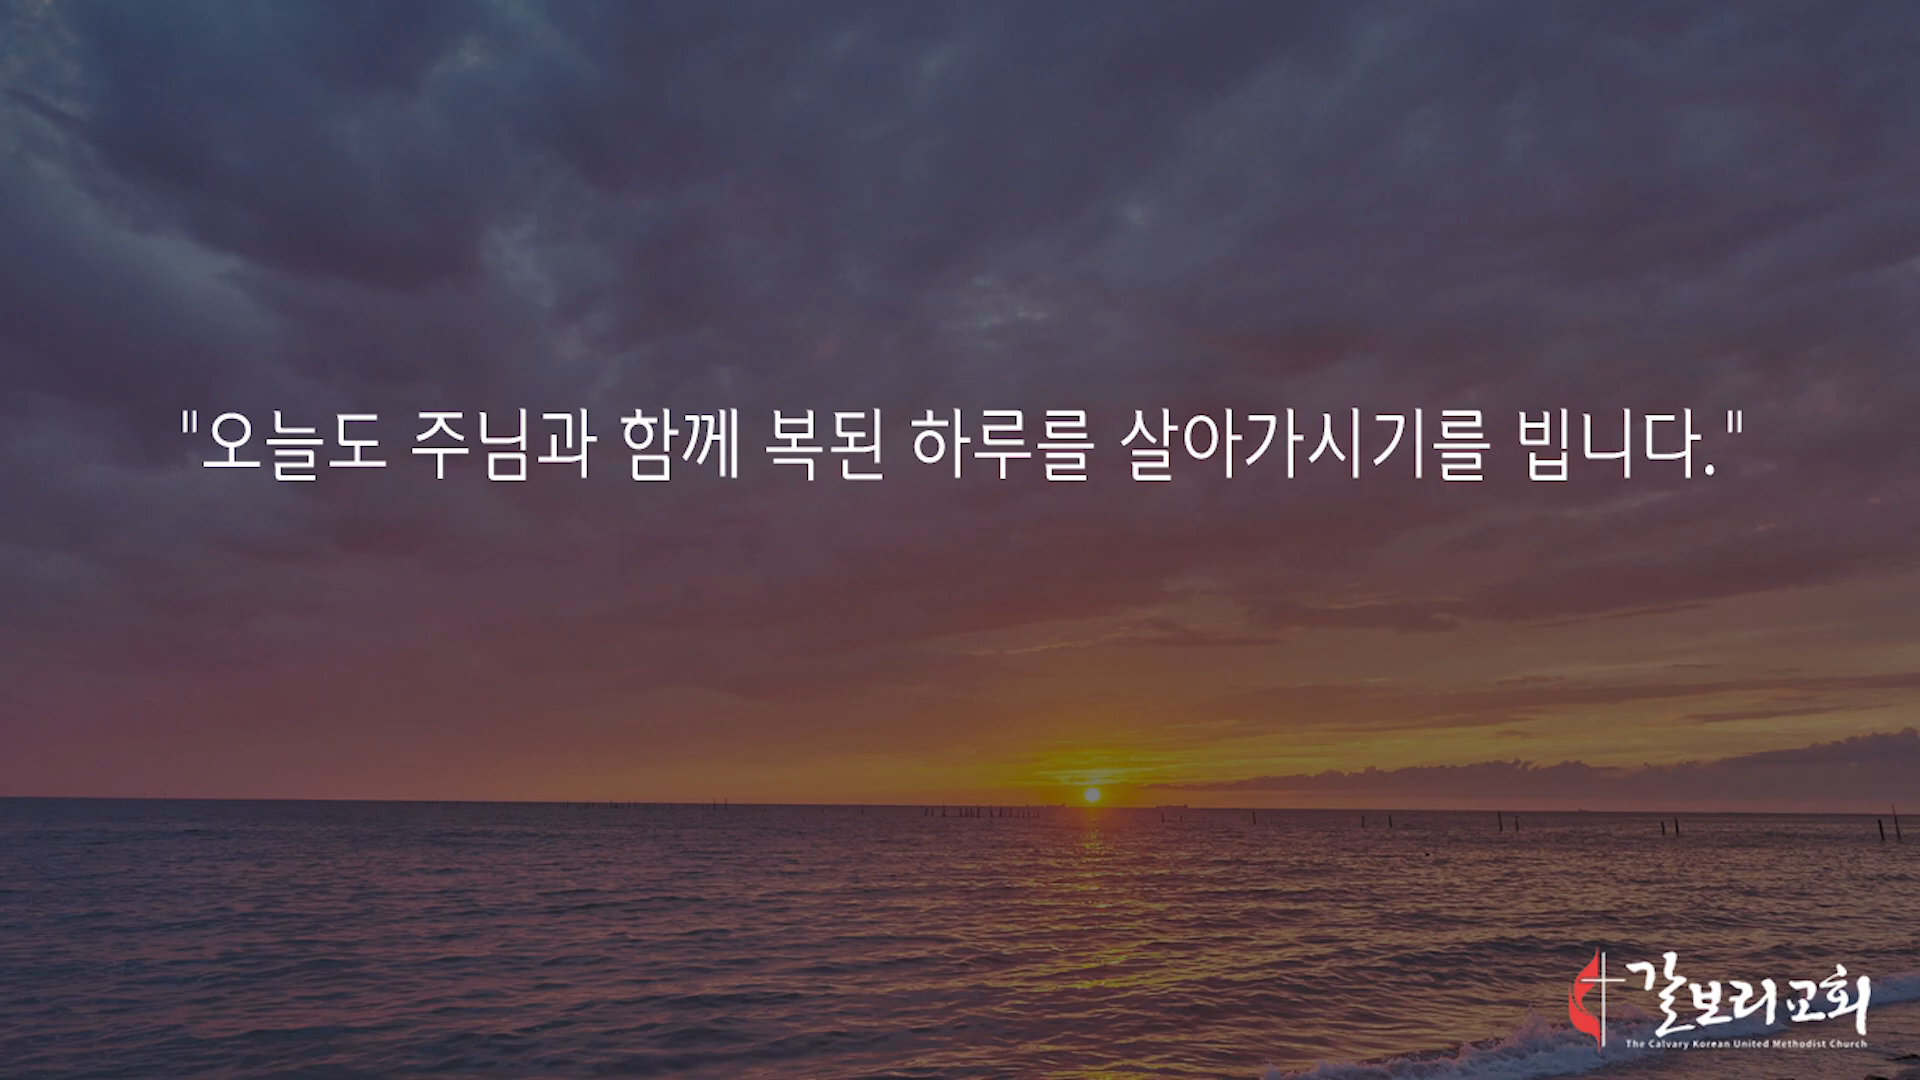 "오늘도 주님과 함께 복된 하루를 살아가시기를 빕니다."
갈보리교회
The Calvary Korean United Methodist Church